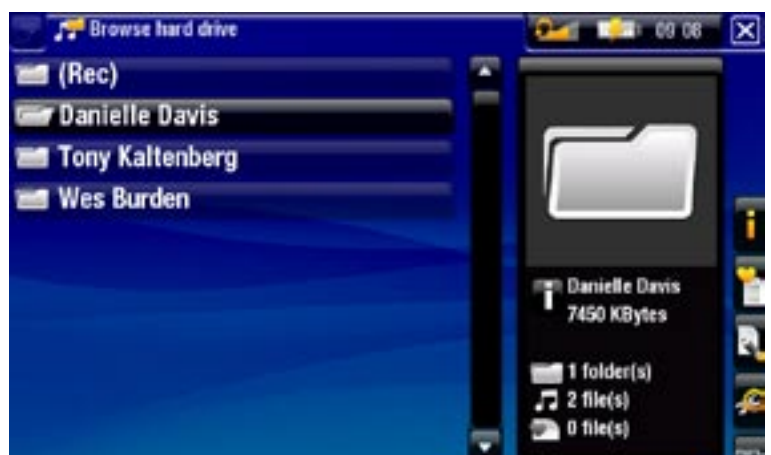 Browse hard drive
09 08
(Rec)
Danielle Davis
Tony Kaltenberg
Wes Burden
Danielle Davis
7450 KBytes
1 folder(s)
2 file(s)
0 file(s)